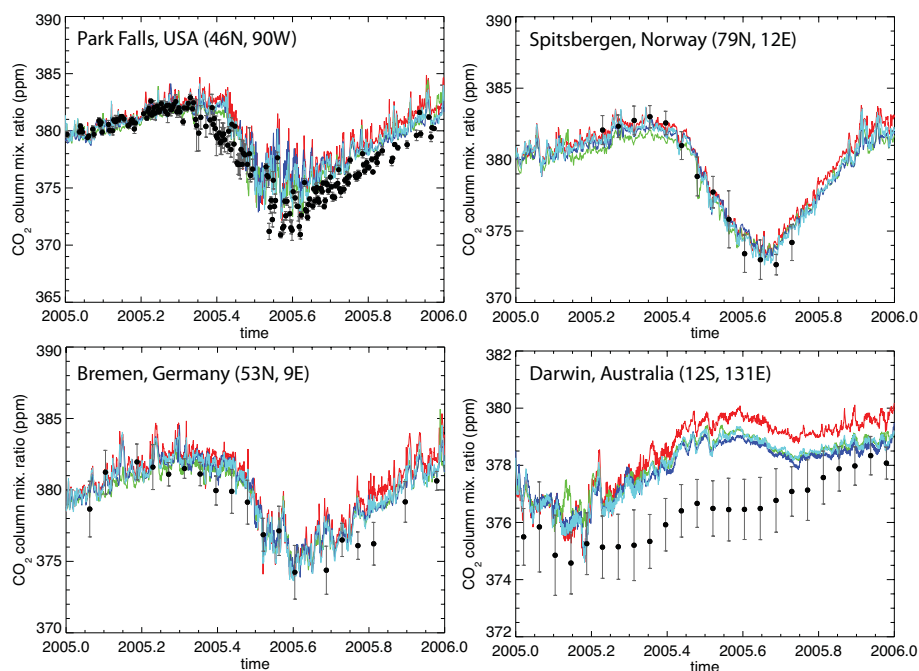 Park Falls, USA (46N, 90W)
CO2 column mix. ratio (ppm)
390
385
380
375
370
365
2005.0 2005.2 2005.4 2005.6 2005.8 2006.0
time
Spitsbergen, Norway (79N, 12E)
CO2 column mix. ratio (ppm)
390
385
380
375
370
2005.0 2005.2 2005.4 2005.6 2005.8 2006.0
time
Bremen, Germany (53N, 9E)
CO2 column mix. ratio (ppm)
390
385
380
375
370
2005.0 2005.2 2005.4 2005.6 2005.8 2006.0
time
Darwin, Australia (12S, 131E)
CO2 column mix. ratio (ppm)
382
380
378
376
374
372
2005.0 2005.2 2005.4 2005.6 2005.8 2006.0
time